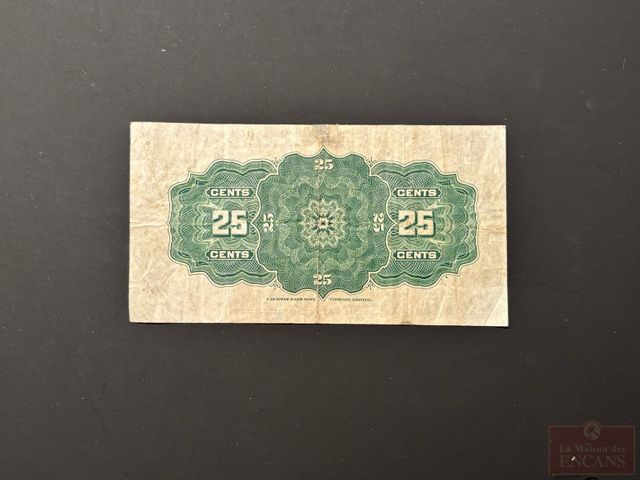 25
CENTS CENTS
25 25 25 25
CENTS CENTS
25
CANADIAN BANK NOTE COMPANY, LIMITED.
La Maison des
ENCANS